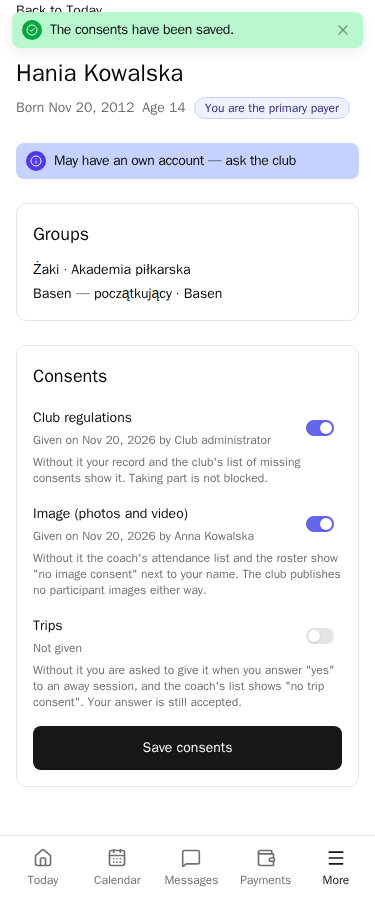 Back to Today
The consents have been saved.
Hania Kowalska
Born Nov 20, 2012 Age 14 You are the primary payer
May have an own account — ask the club
Groups
Żaki · Akademia piłkarska
Basen — początkujący · Basen
Consents
Club regulations
Given on Nov 20, 2026 by Club administrator
Without it your record and the club's list of missing
consents show it. Taking part is not blocked.
Image (photos and video)
Given on Nov 20, 2026 by Anna Kowalska
Without it the coach's attendance list and the roster show
"no image consent" next to your name. The club publishes
no participant images either way.
Trips
Not given
Without it you are asked to give it when you answer "yes"
to an away session, and the coach's list shows "no trip
consent". Your answer is still accepted.
Save consents
Today Calendar Messages Payments More